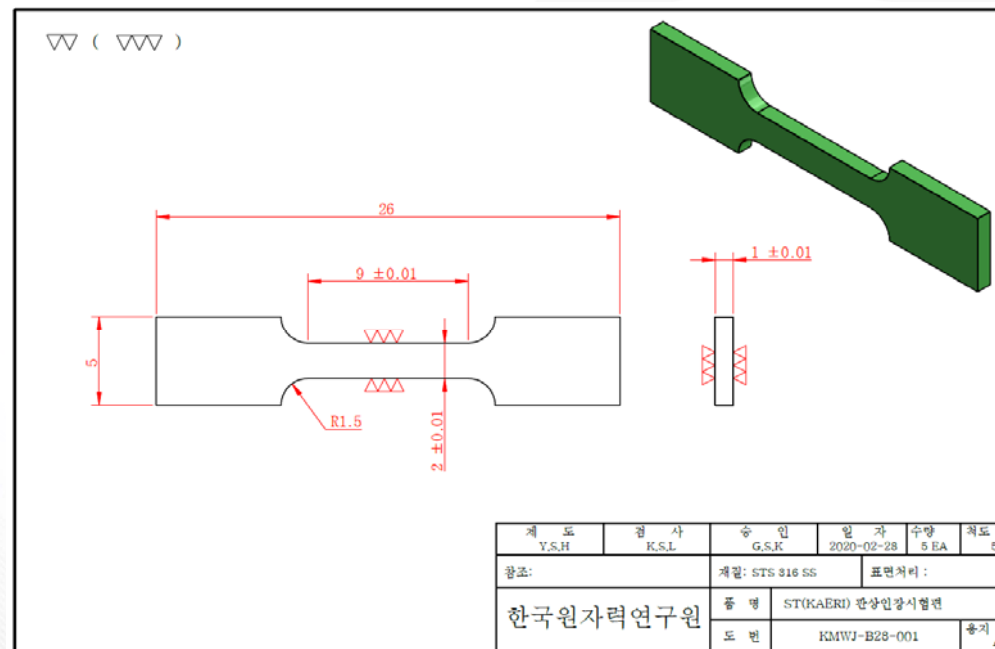 ( )
26
9 ±0.01
1 ±0.01
5
R1.5
2 ±0.01
제 도 검 사 승 인 일 자 수량 척도
Y.S.H K.S.L G.S.K 2020-02-28 5 EA 5
참조: 재질: STS 316 SS 표면처리 :
한국원자력연구원
품 명 ST(KAERI) 판상인장시험편
도 번 KMWJ-B28-001 용지